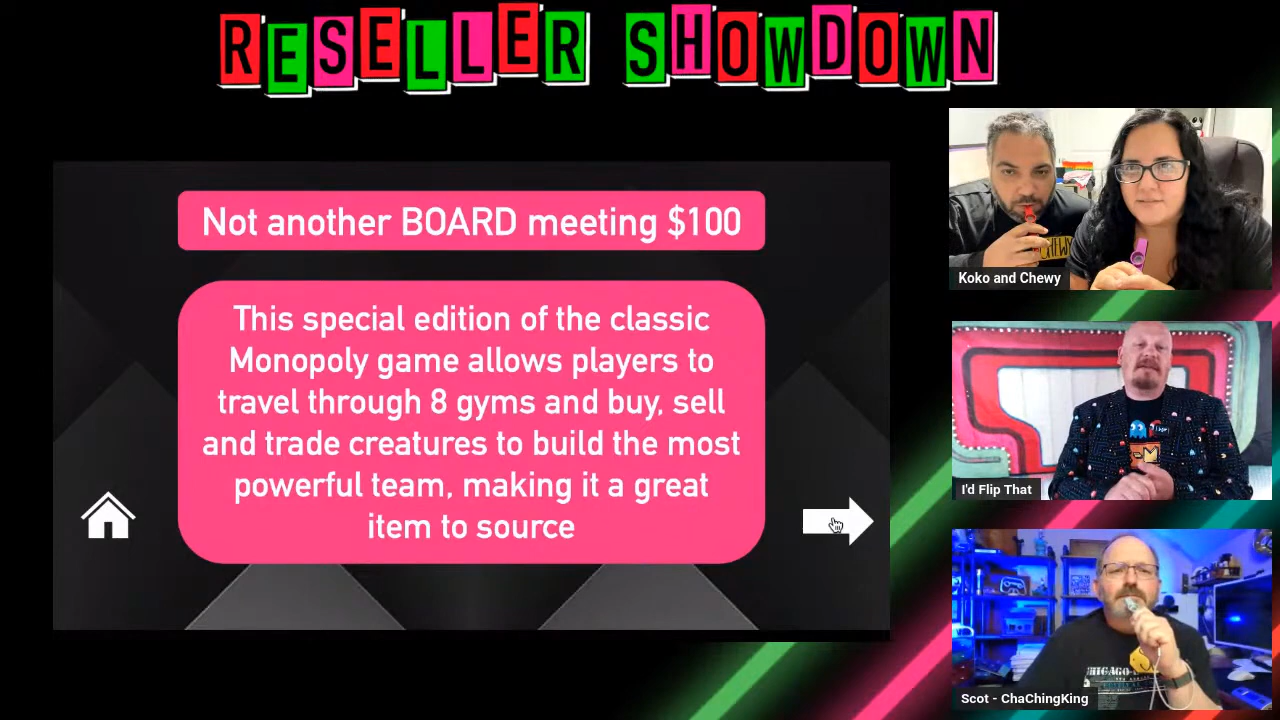 RESELLER SHOWDOWN
Not another BOARD meeting $100
This special edition of the classic
Monopoly game allows players to
travel through 8 gyms and buy, sell
and trade creatures to build the most
powerful team, making it a great
item to source
Koko and Chewy
I'd Flip That
Scot - ChaChingKing